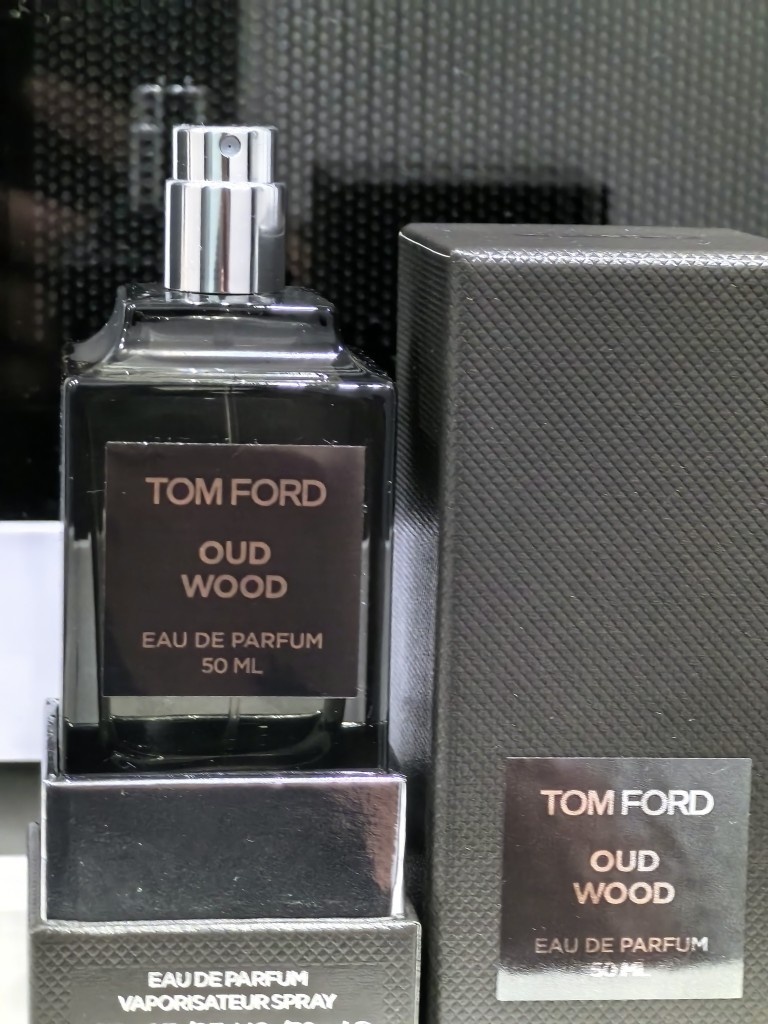 TOM FORD
OUD
WOOD
EAU DE PARFUM
50 ML
EAU DE PARFUM
VAPORISATEUR SPRAY
TOM FORD
OUD
WOOD
EAU DE PARFUM
50 ML